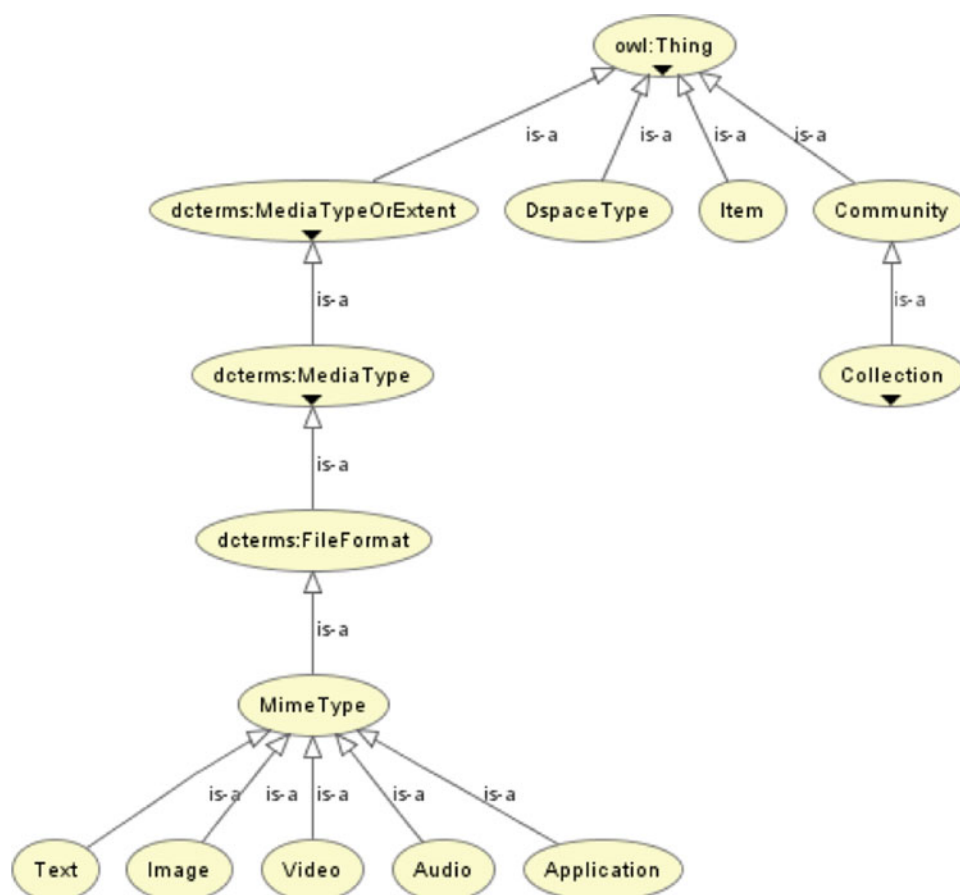 owl:Thing
is-a
is-a
is-a
is-a
dcterms:MediaTypeOrExtent
DspaceType
Item
Community
is-a
is-a
dcterms:MediaType
Collection
is-a
dcterms:FileFormat
is-a
MimeType
is-a
is-a
is-a
is-a
is-a
Text
Image
Video
Audio
Application